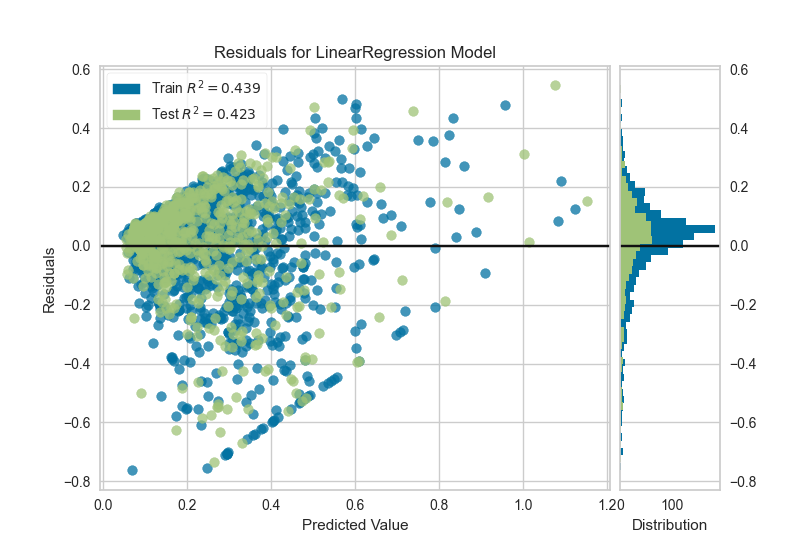 Residuals for LinearRegression Model
Train R² = 0.439
Test R² = 0.423
Residuals
0.6
0.4
0.2
0.0
−0.2
−0.4
−0.6
−0.8
0.0 0.2 0.4 0.6 0.8 1.0 1.2
Predicted Value
0.6
0.4
0.2
0.0
−0.2
−0.4
−0.6
−0.8
0 100
Distribution